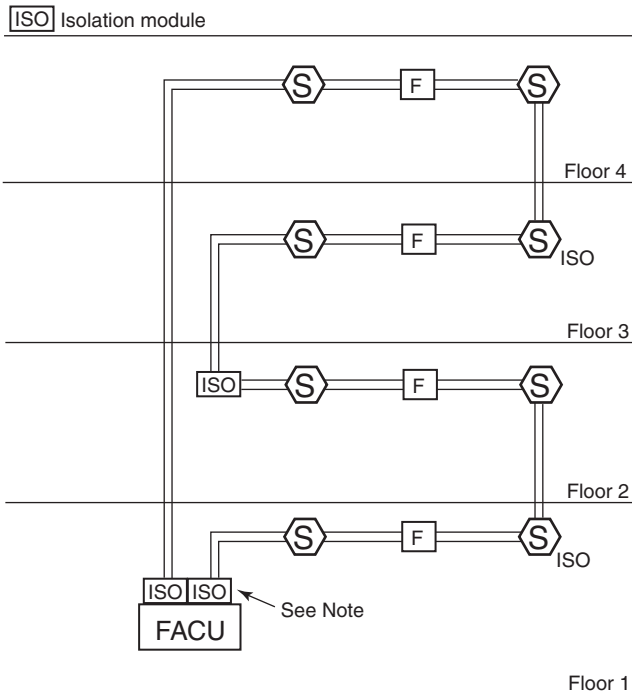 ISO Isolation module
S F S
Floor 4
S F S
ISO
Floor 3
ISO S F S
Floor 2
S F S
ISO
ISO ISO
See Note
FACU
Floor 1